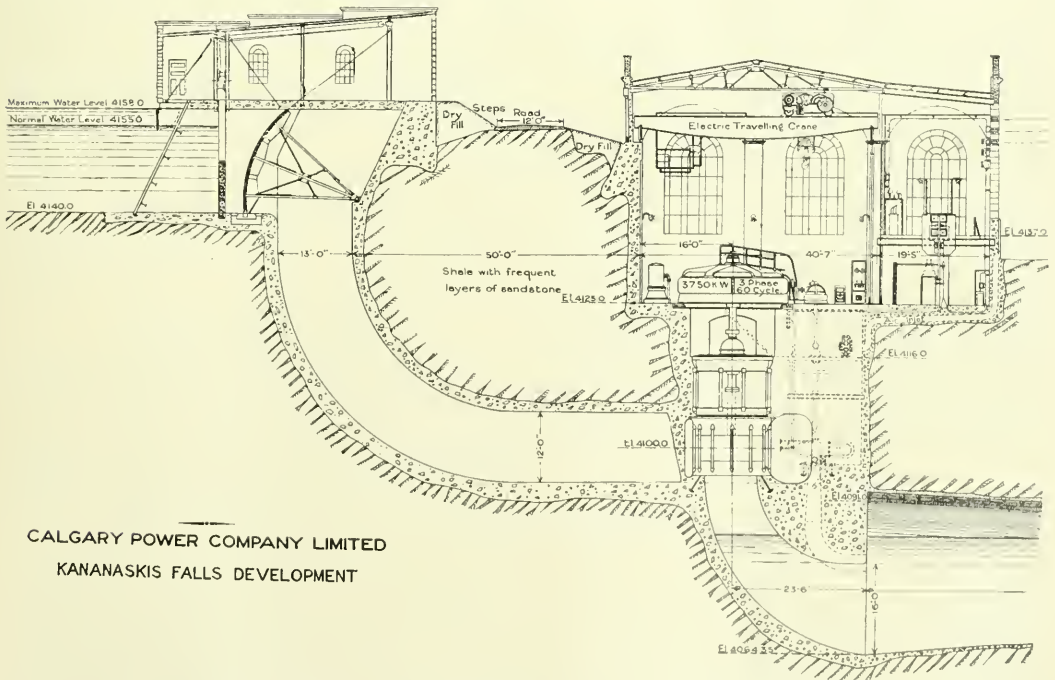 Maximum Water Level 4158.0
Normal Water Level 4155.0
El 4140.0
Dry
Fill
Steps
Road
12'0"
Dry Fill
Electric Travelling Crane
El 4137.0
13'-0"
50'-0"
16'-0"
40'-7"
19'-5"
Shale with frequent
layers of sandstone
El 4123.0
3750 KW
3 Phase
60 Cycle
El 4116.0
12'-0"
El 4100.0
23'-6"
16'-0"
CALGARY POWER COMPANY LIMITED
KANANASKIS FALLS DEVELOPMENT